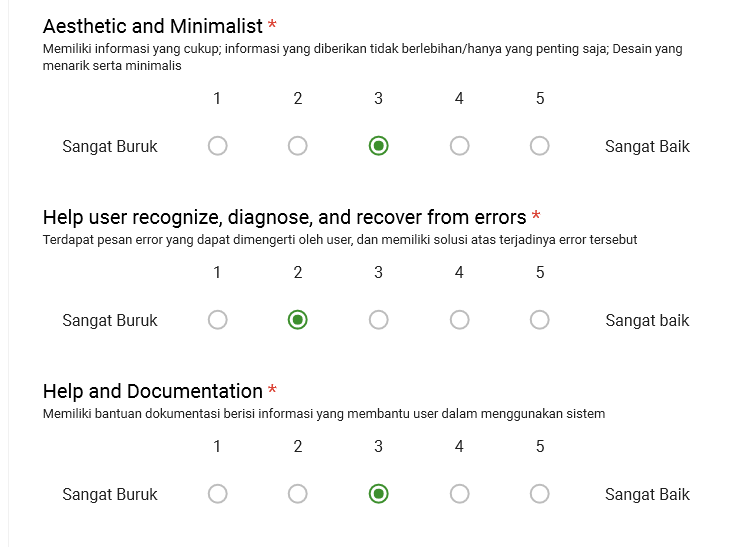 Aesthetic and Minimalist *
Memiliki informasi yang cukup; informasi yang diberikan tidak berlebihan/hanya yang penting saja; Desain yang
menarik serta minimalis
1 2 3 4 5
Sangat Buruk Sangat Baik
Help user recognize, diagnose, and recover from errors *
Terdapat pesan error yang dapat dimengerti oleh user, dan memiliki solusi atas terjadinya error tersebut
1 2 3 4 5
Sangat Buruk Sangat baik
Help and Documentation *
Memiliki bantuan dokumentasi berisi informasi yang membantu user dalam menggunakan sistem
1 2 3 4 5
Sangat Buruk Sangat Baik